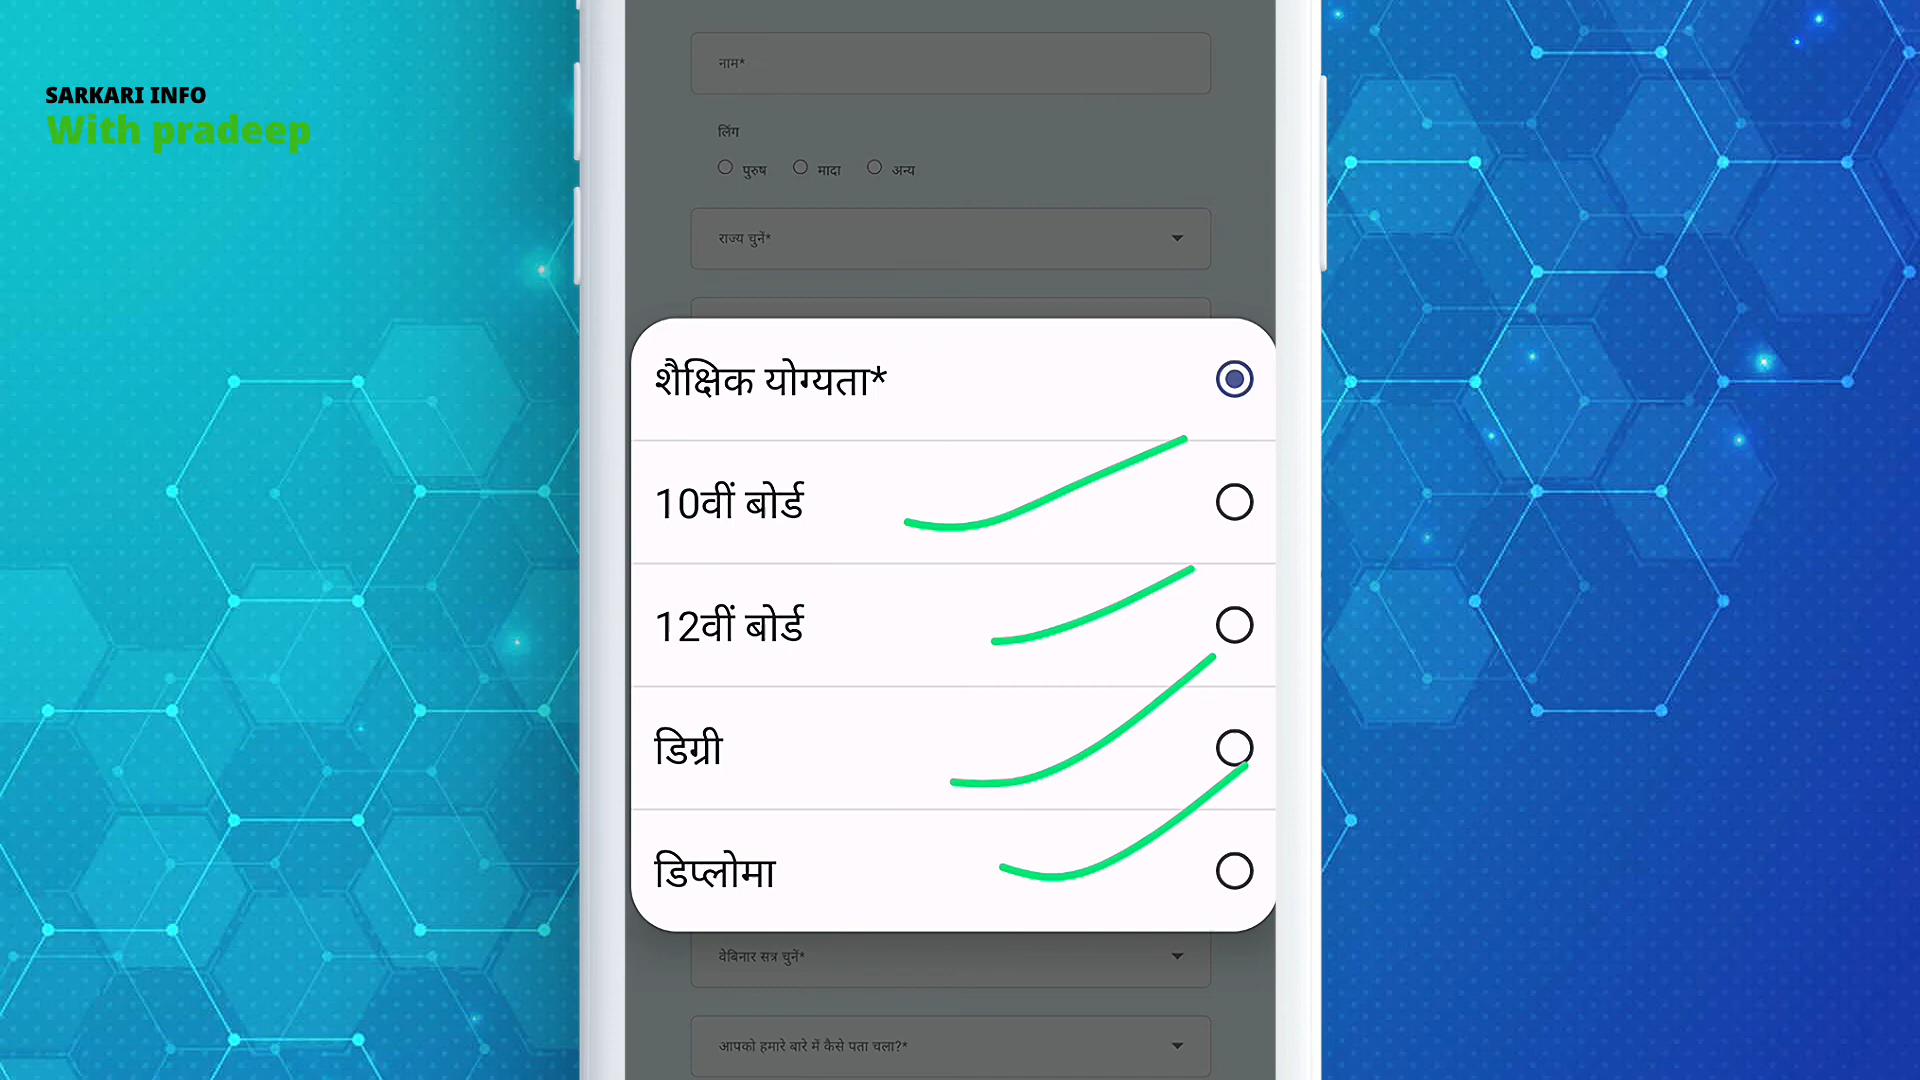 SARKARI INFO
With pradeep
नाम*
लिंग
पुरुष मादा अन्य
राज्य चुनें*
शैक्षिक योग्यता*
10वीं बोर्ड
12वीं बोर्ड
डिग्री
डिप्लोमा
वेबिनार सत्र चुनें*
आपको हमारे बारे में कैसे पता चला?*